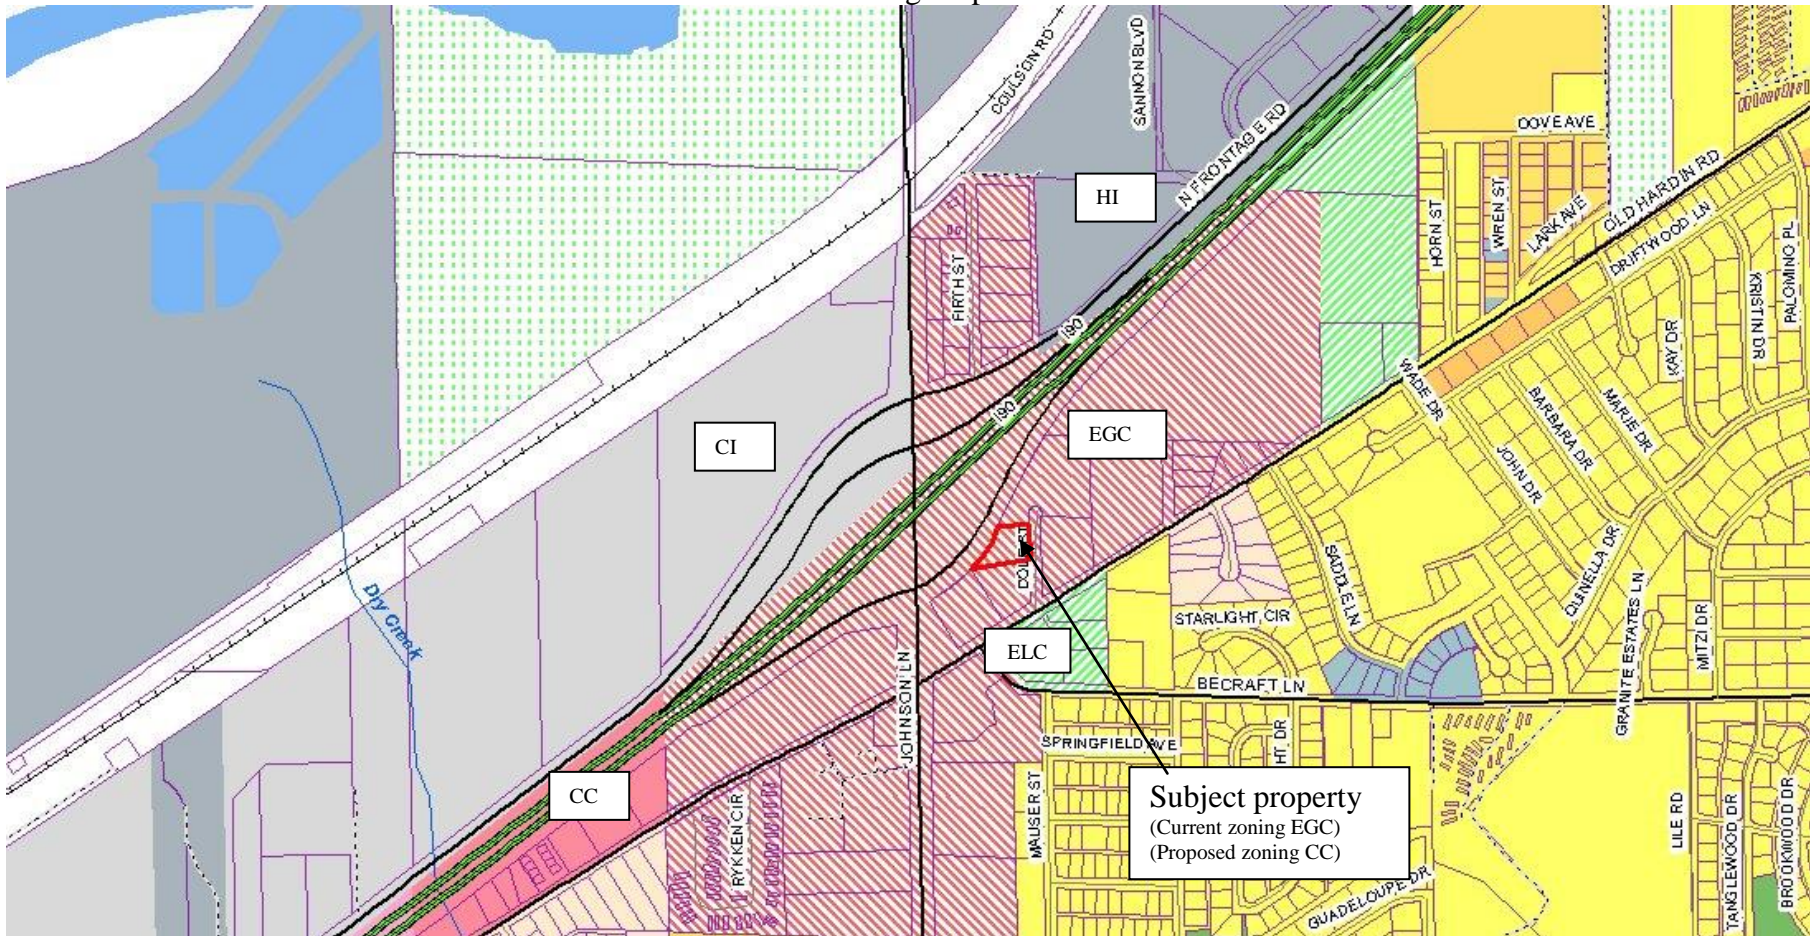 COULSON RD
SANNON BLVD
N FRONTAGE RD
DOVE AVE
HORN ST
WREN ST
LARK AVE
OLD HARDIN RD
DRIFTWOOD LN
KRISTIN DR
PALOMINO PL
KAY DR
HI
FIRTH ST
I90
I90
WADE DR
BARBARA DR
MARIE DR
JOHN DR
CI
EGC
Dry Creek
SADDLE LN
QUINELLA DR
GRANITE ESTATES LN
MITZI DR
STARLIGHT CIR
ELC
BECRAFT LN
JOHNSON LN
SPRINGFIELD AVE
HT DR
MAUSER ST
CC
RYKKEN CIR
Subject property
(Current zoning EGC)
(Proposed zoning CC)
GUADELOUPE DR
LILE RD
TANGLEWOOD DR
BROOKWOOD DR